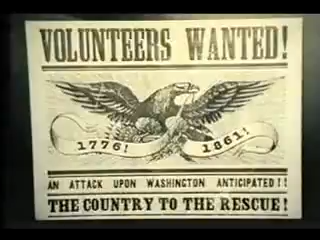 VOLUNTEERS WANTED!
1776! 1861!
AN ATTACK UPON WASHINGTON ANTICIPATED!!
THE COUNTRY TO THE RESCUE!